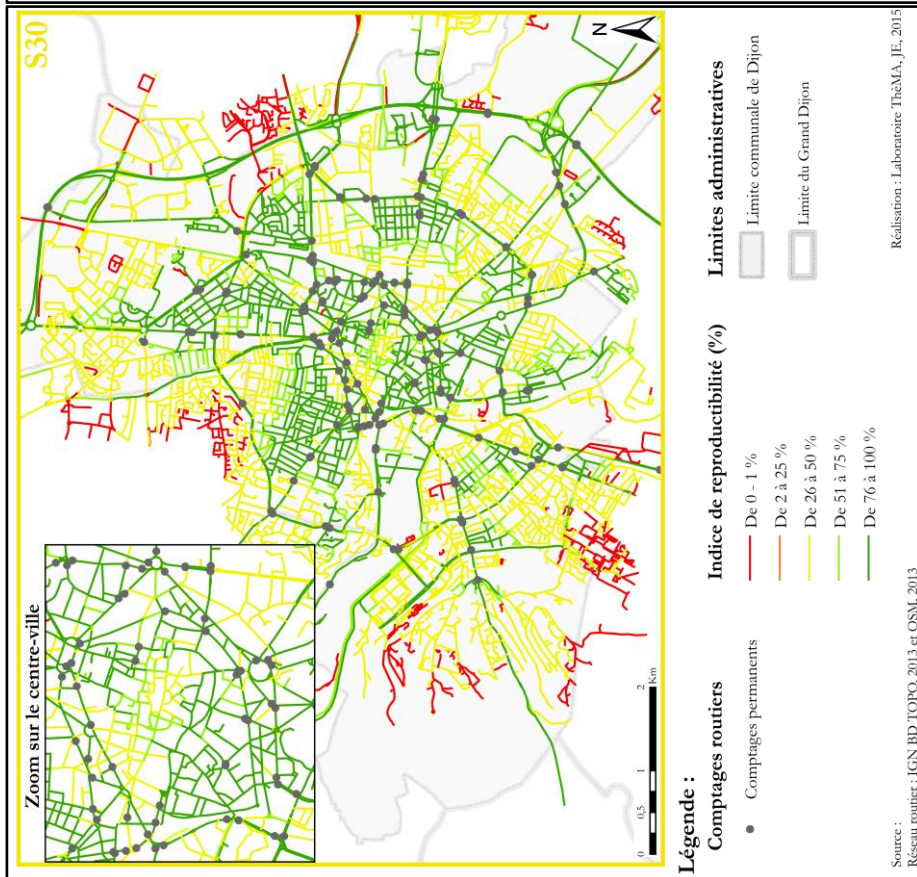 S30
Zoom sur le centre-ville
N
0 0,5 1 2
Km
Légende :
Comptages routiers
Comptages permanents
Indice de reproductibilité (%)
De 0 - 1 %
De 2 à 25 %
De 26 à 50 %
De 51 à 75 %
De 76 à 100 %
Limites administratives
Limite communale de Dijon
Limite du Grand Dijon
Source :
Réseau routier : IGN BD TOPO, 2013 et OSM, 2013
Réalisation : Laboratoire ThéMA, JE, 2015